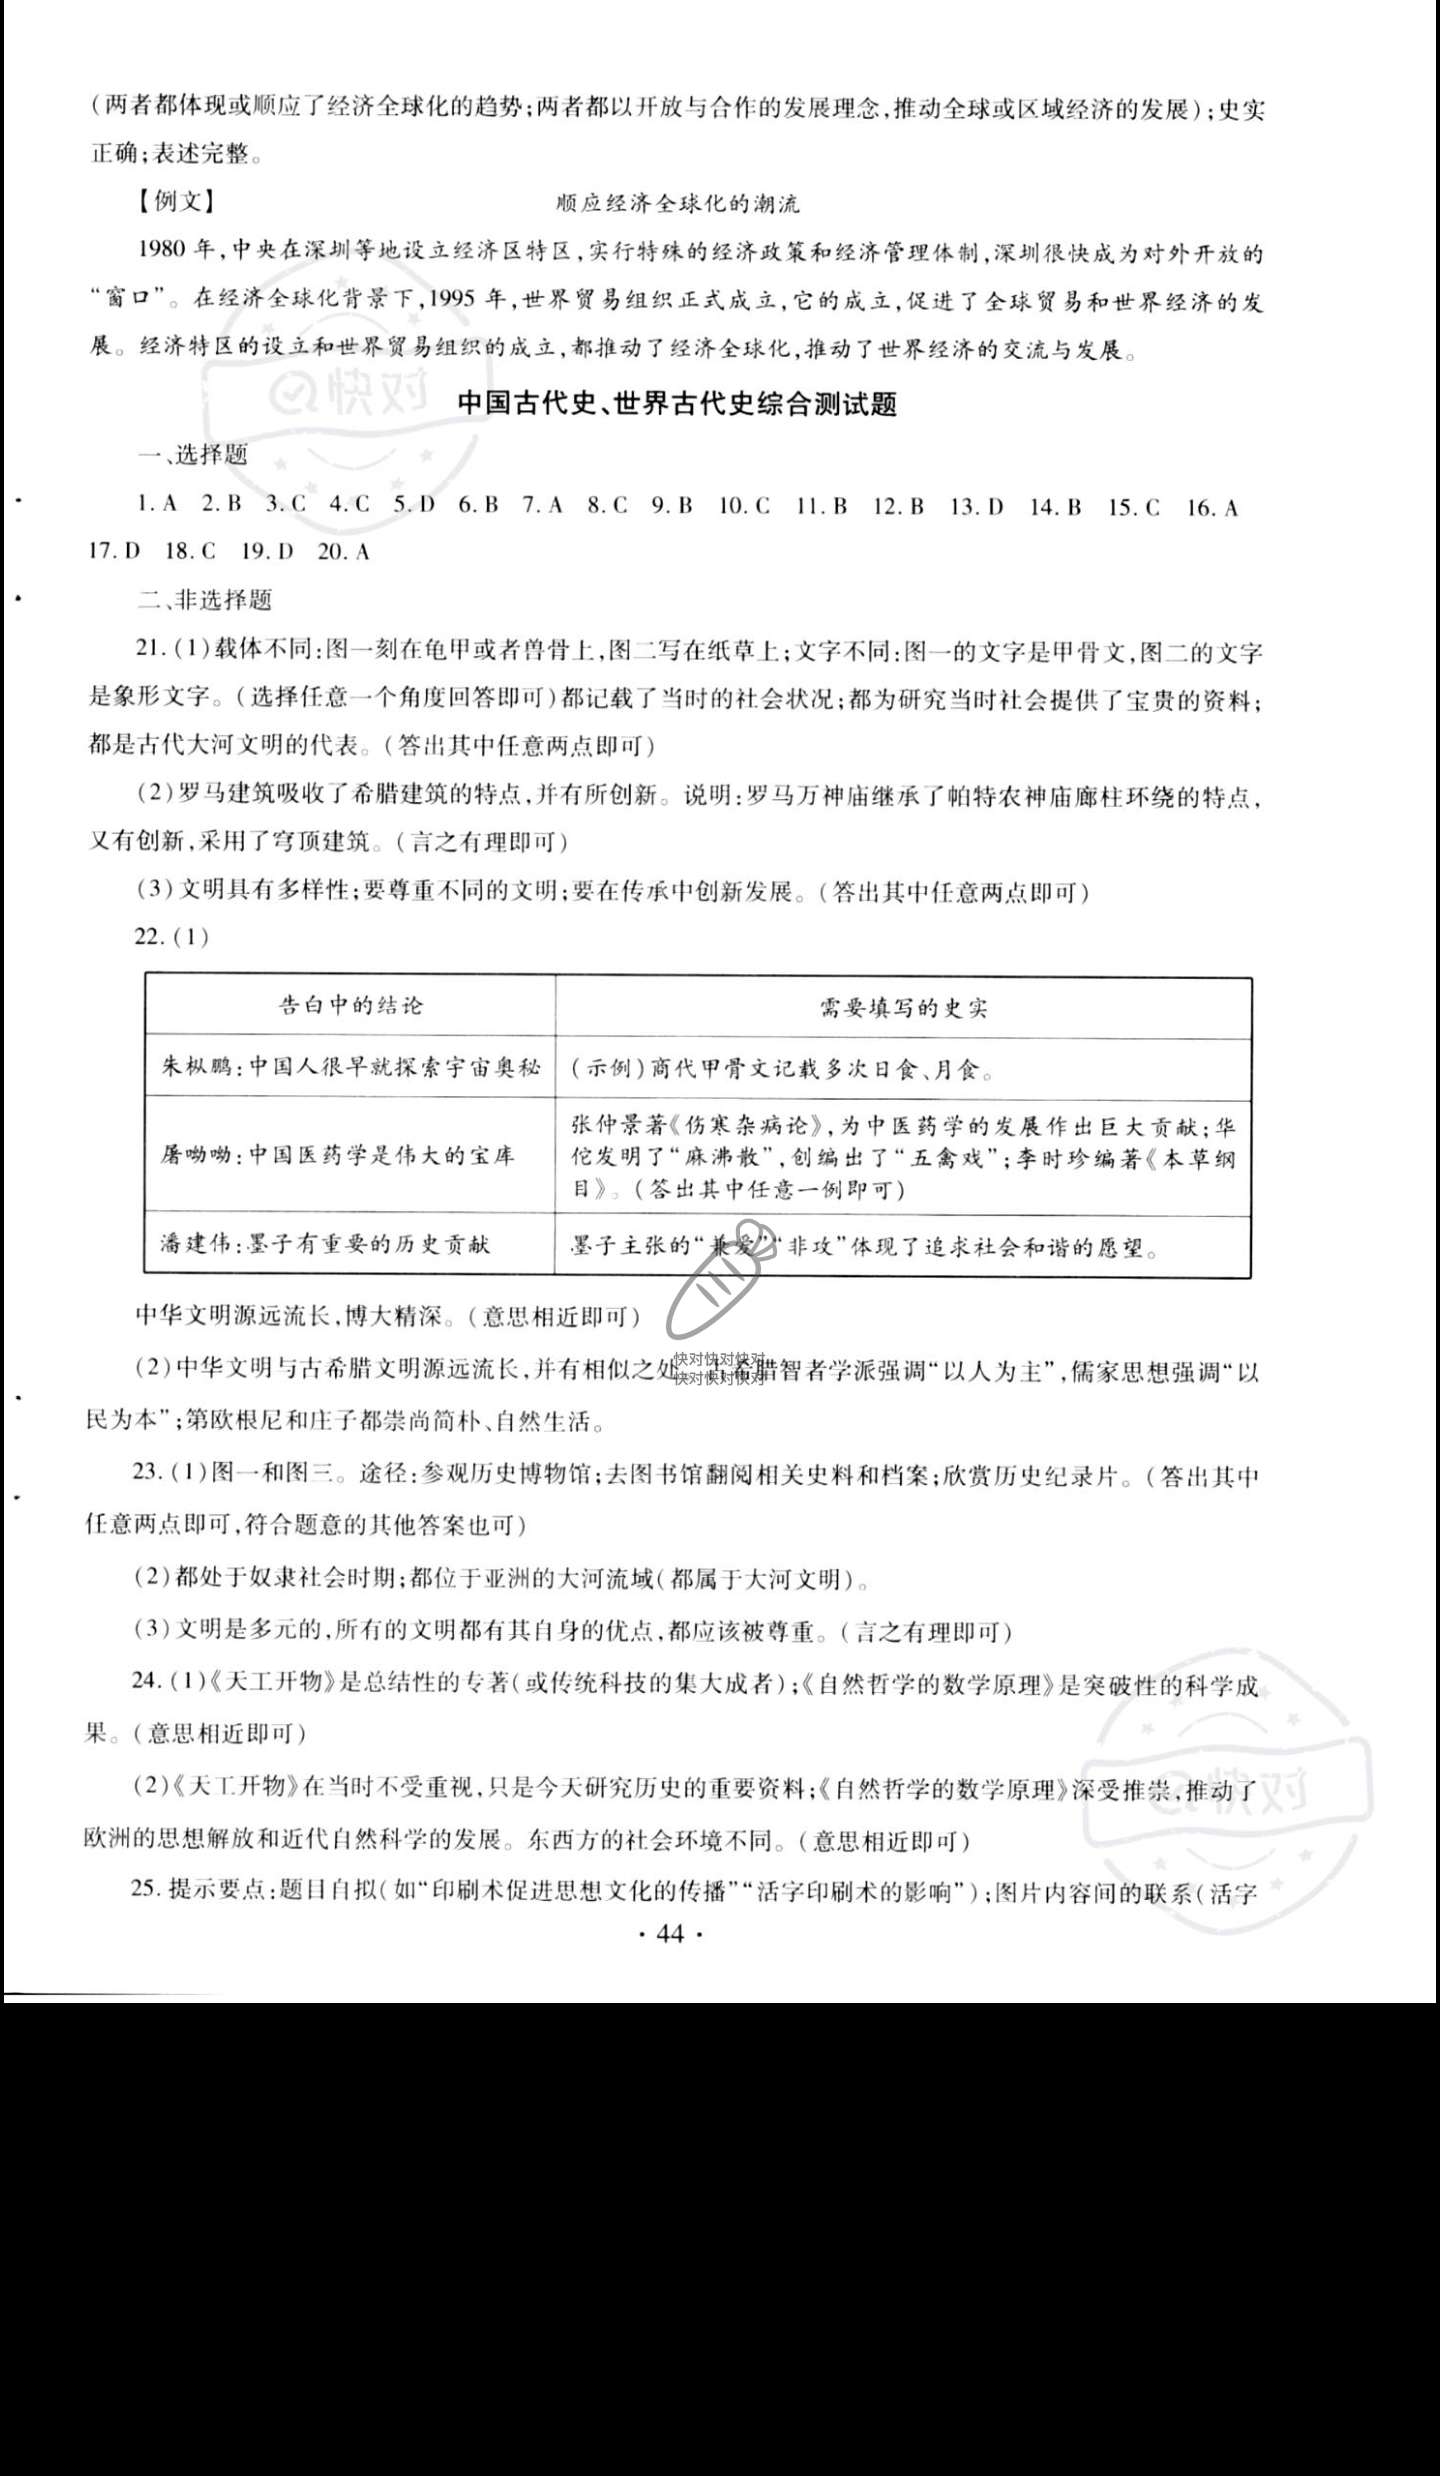 (两者都体现或顺应了经济全球化的趋势;两者都以开放与合作的发展理念,推动全球或区域经济的发展);史实
正确;表述完整。
【例文】 顺应经济全球化的潮流
1980 年,中央在深圳等地设立经济区特区,实行特殊的经济政策和经济管理体制,深圳很快成为对外开放的
“窗口”。在经济全球化背景下,1995 年,世界贸易组织正式成立,它的成立,促进了全球贸易和世界经济的发
展。经济特区的设立和世界贸易组织的成立,都推动了经济全球化,推动了世界经济的交流与发展。
快对
中国古代史、世界古代史综合测试题
一、选择题
1. A 2. B 3. C 4. C 5. D 6. B 7. A 8. C 9. B 10. C 11. B 12. B 13. D 14. B 15. C 16. A
17. D 18. C 19. D 20. A
二、非选择题
21. (1)载体不同:图一刻在龟甲或者兽骨上,图二写在纸草上;文字不同:图一的文字是甲骨文,图二的文字
是象形文字。(选择任意一个角度回答即可)都记载了当时的社会状况;都为研究当时社会提供了宝贵的资料;
都是古代大河文明的代表。(答出其中任意两点即可)
(2)罗马建筑吸收了希腊建筑的特点,并有所创新。说明:罗马万神庙继承了帕特农神庙廊柱环绕的特点,
又有创新,采用了穹顶建筑。(言之有理即可)
(3)文明具有多样性;要尊重不同的文明;要在传承中创新发展。(答出其中任意两点即可)
22. (1)
告白中的结论 需要填写的史实
朱枞鹏:中国人很早就探索宇宙奥秘 (示例)商代甲骨文记载多次日食、月食。
屠呦呦:中国医药学是伟大的宝库 张仲景著《伤寒杂病论》,为中医药学的发展作出巨大贡献;华
佗发明了“麻沸散”,创编出了“五禽戏”;李时珍编著《本草纲
目》。(答出其中任意一例即可)
潘建伟:墨子有重要的历史贡献 墨子主张的“兼爱”“非攻”体现了追求社会和谐的愿望。
中华文明源远流长,博大精深。(意思相近即可)
快对快对快对
快对快对快对
(2)中华文明与古希腊文明源远流长,并有相似之处。古希腊智者学派强调“以人为主”,儒家思想强调“以
民为本”;第欧根尼和庄子都崇尚简朴、自然生活。
23. (1)图一和图三。途径:参观历史博物馆;去图书馆翻阅相关史料和档案;欣赏历史纪录片。(答出其中
任意两点即可,符合题意的其他答案也可)
(2)都处于奴隶社会时期;都位于亚洲的大河流域(都属于大河文明)。
(3)文明是多元的,所有的文明都有其自身的优点,都应该被尊重。(言之有理即可)
24. (1)《天工开物》是总结性的专著(或传统科技的集大成者);《自然哲学的数学原理》是突破性的科学成
果。(意思相近即可)
(2)《天工开物》在当时不受重视,只是今天研究历史的重要资料;《自然哲学的数学原理》深受推崇,推动了
快对
欧洲的思想解放和近代自然科学的发展。东西方的社会环境不同。(意思相近即可)
25. 提示要点:题目自拟(如“印刷术促进思想文化的传播”“活字印刷术的影响”);图片内容间的联系(活字
· 44 ·